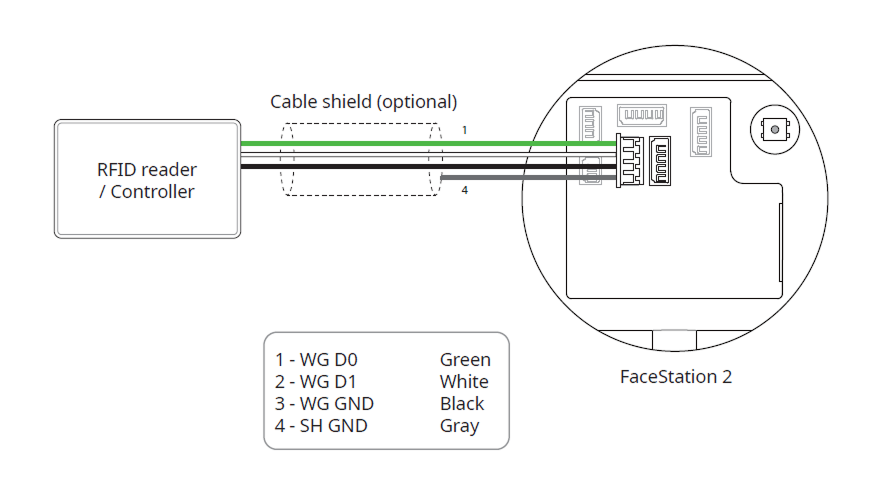 Cable shield (optional)
1
RFID reader
/ Controller
4
1 - WG D0 Green
2 - WG D1 White
3 - WG GND Black
4 - SH GND Gray
FaceStation 2